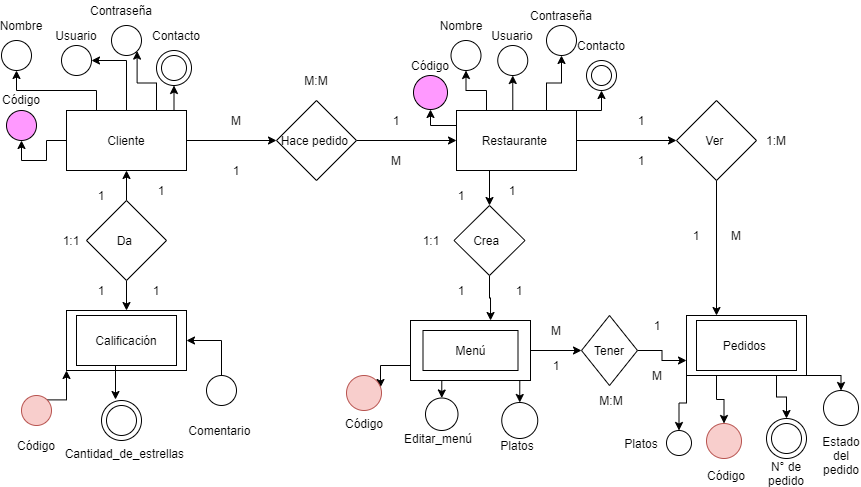 Nombre
Usuario
Contraseña
Contacto
Código
Cliente
M
1
M:M
Hace pedido
1
M
Nombre
Usuario
Contraseña
Contacto
Código
Restaurante
1
1
Ver
1:M
1
M
1
1
1:1
Da
1
1
1
1
1:1
Crea
1
1
Calificación
Código
Cantidad_de_estrellas
Comentario
Menú
Código
Editar_menú
Platos
M
1
Tener
M:M
1
M
Pedidos
Platos
Código
N° de
pedido
Estado
del
pedido